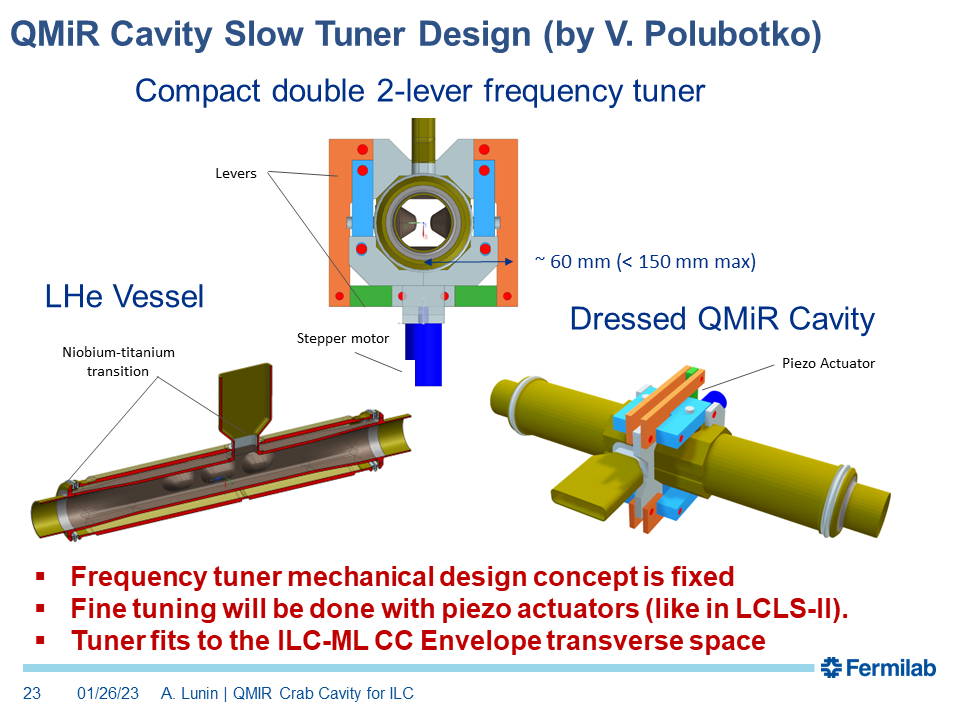 QMiR Cavity Slow Tuner Design (by V. Polubotko)
Compact double 2-lever frequency tuner
Levers
~ 60 mm (< 150 mm max)
LHe Vessel
Dressed QMiR Cavity
Stepper motor
Niobium-titanium
transition
Piezo Actuator
▪ Frequency tuner mechanical design concept is fixed
▪ Fine tuning will be done with piezo actuators (like in LCLS-II).
▪ Tuner fits to the ILC-ML CC Envelope transverse space
Fermilab
23 01/26/23 A. Lunin | QMIR Crab Cavity for ILC